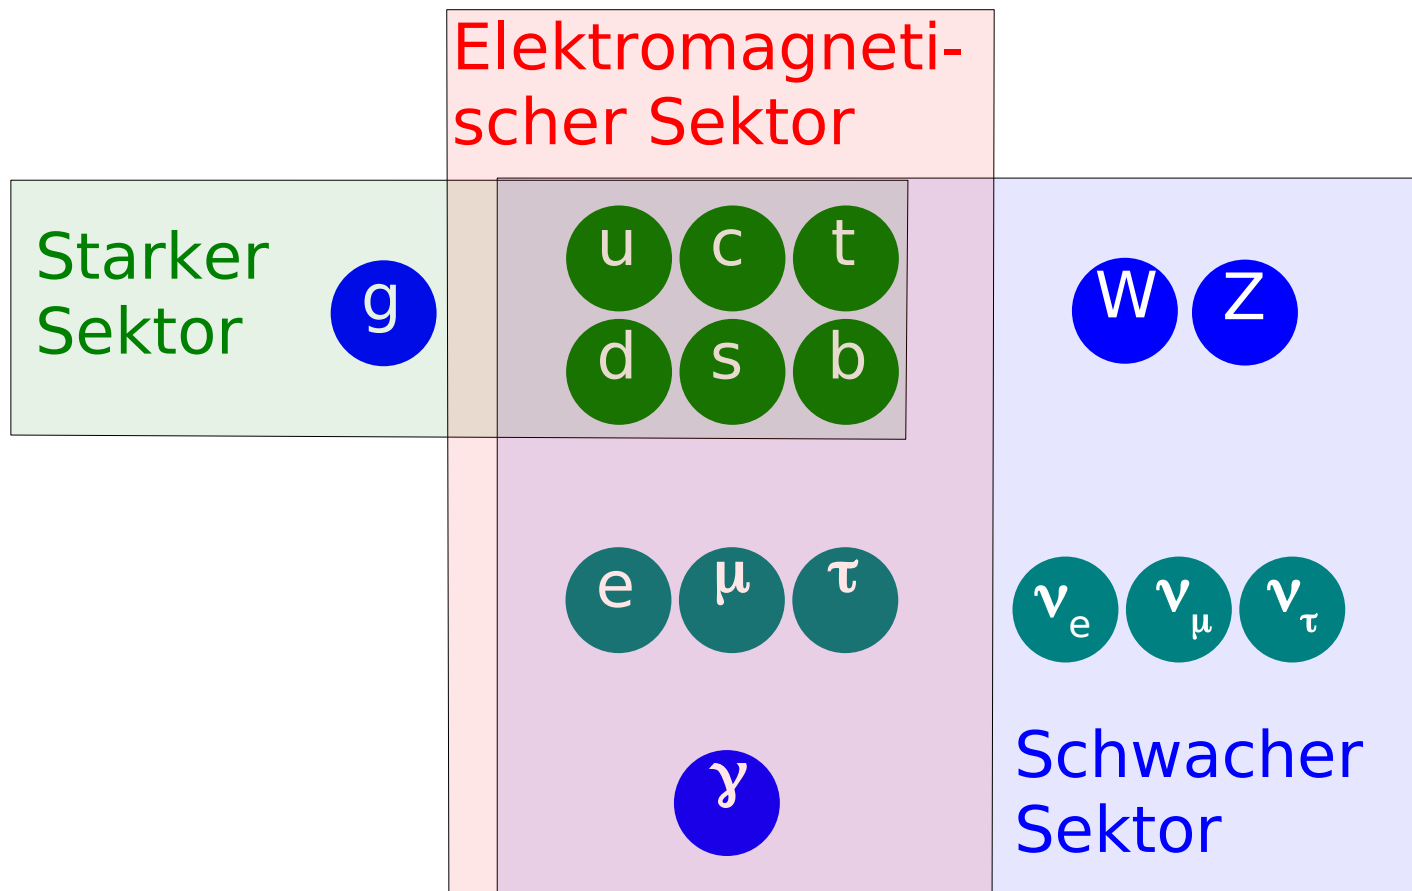 Elektromagneti-
scher Sektor
Starker
Sektor
g
u c t
d s b
W Z
e μ τ
νe νμ ντ
γ
Schwacher
Sektor